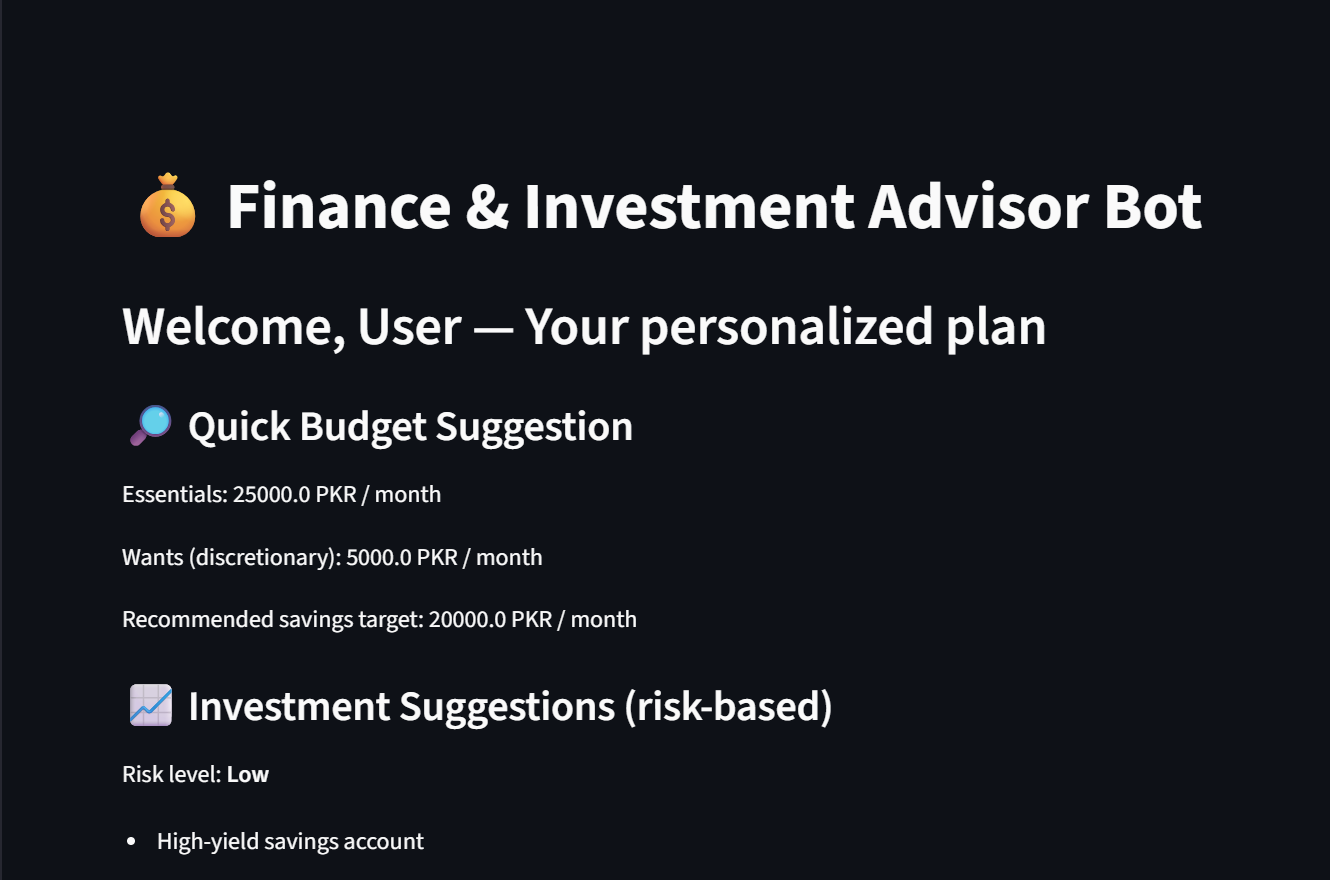 Finance & Investment Advisor Bot
Welcome, User — Your personalized plan
Quick Budget Suggestion
Essentials: 25000.0 PKR / month
Wants (discretionary): 5000.0 PKR / month
Recommended savings target: 20000.0 PKR / month
Investment Suggestions (risk-based)
Risk level: Low
• High-yield savings account